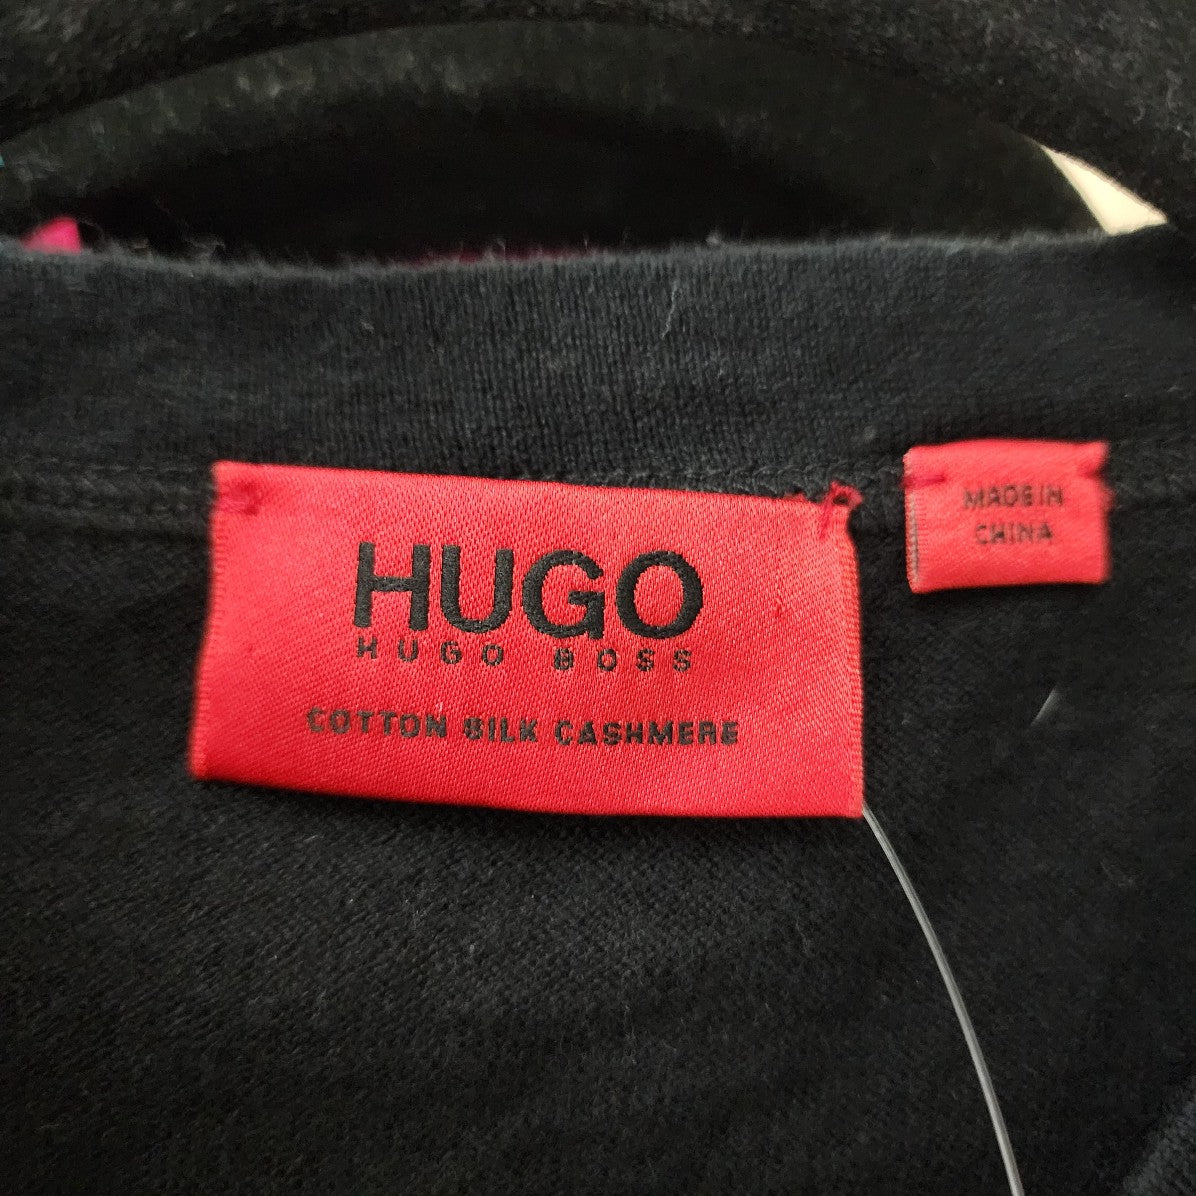 HUGO
HUGO BOSS
COTTON SILK CASHMERE
MADE IN
CHINA